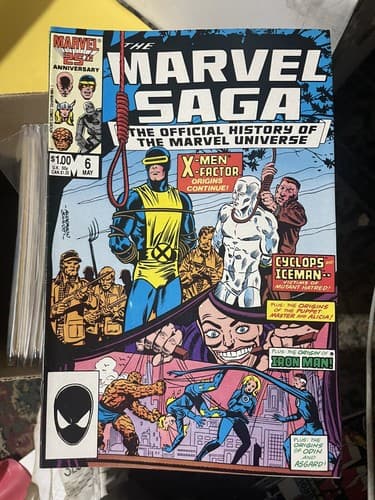 MARVEL
25TH
ANNIVERSARY
THE
MARVEL
SAGA
THE OFFICIAL HISTORY OF
THE MARVEL UNIVERSE
$1.00
6
MAY
X-MEN
X-FACTOR
ORIGINS
CONTINUE!
CYCLOPS AND
ICEMAN--
VICTIMS OF
MUTANT HATRED!
PLUS: THE ORIGINS
OF THE PUPPET
MASTER AND ALICIA!
PLUS: THE ORIGIN OF
IRON MAN!
PLUS: THE
ORIGINS OF
ODIN
AND
ASGARD!